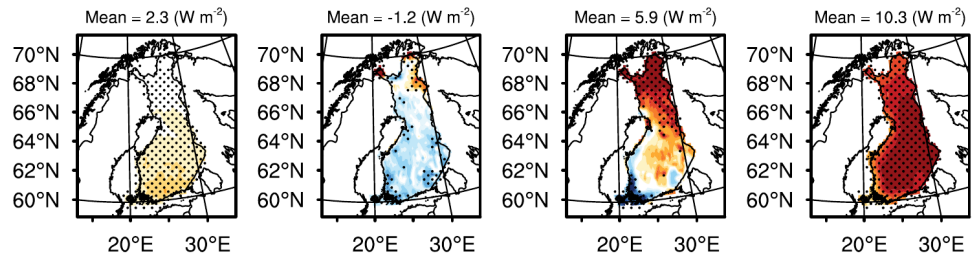 Mean = 2.3 (W m⁻²) Mean = -1.2 (W m⁻²) Mean = 5.9 (W m⁻²) Mean = 10.3 (W m⁻²)
70°N 70°N 70°N 70°N
68°N 68°N 68°N 68°N
66°N 66°N 66°N 66°N
64°N 64°N 64°N 64°N
62°N 62°N 62°N 62°N
60°N 60°N 60°N 60°N
20°E 30°E 20°E 30°E 20°E 30°E 20°E 30°E